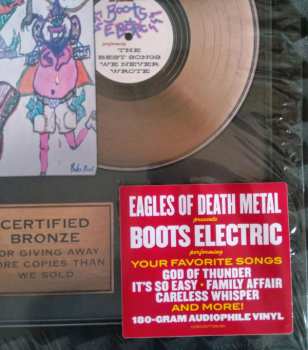 BOOTS
ELECTRIC
performing
THE
BEST SONGS
WE NEVER
WROTE
CERTIFIED
BRONZE
OR GIVING AWAY
ORE COPIES THAN
WE SOLD
EAGLES OF DEATH METAL
presents
BOOTS ELECTRIC
performing
YOUR FAVORITE SONGS
GOD OF THUNDER
IT'S SO EASY • FAMILY AFFAIR
CARELESS WHISPER
AND MORE!
180-GRAM AUDIOPHILE VINYL